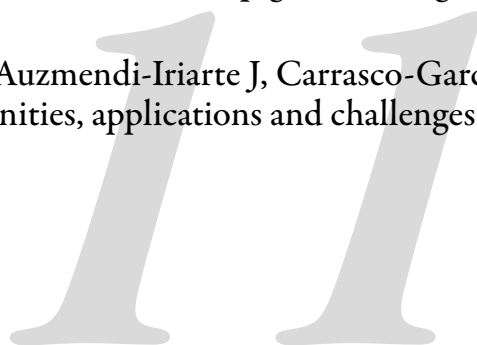 Auzmendi-Iriarte J, Carrasco-Garc
nities, applications and challenges
11